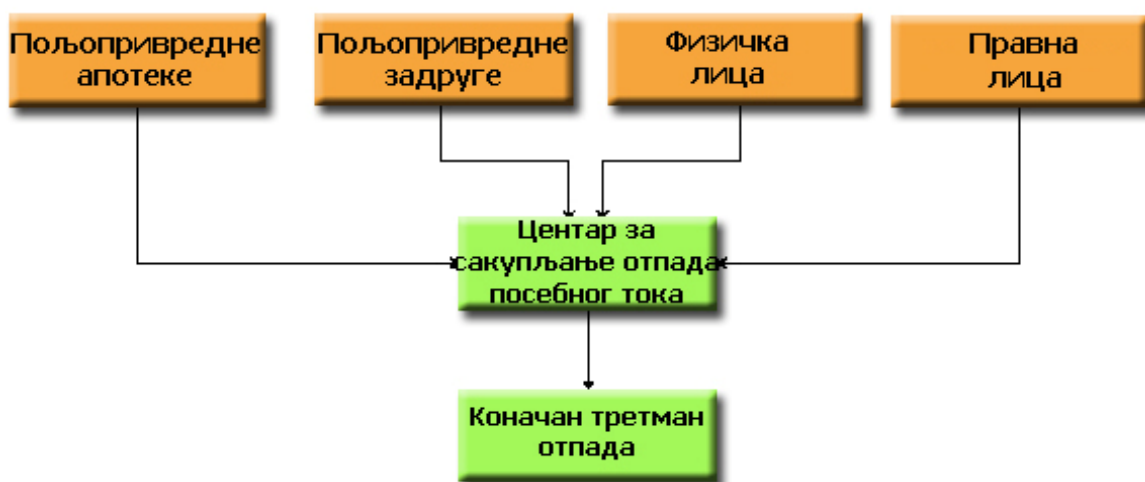 Пољопривредне
апотеке
Пољопривредне
задруге
Физичка
лица
Правна
лица
Центар за
сакупљање отпада
посебног тока
Коначан третман
отпада